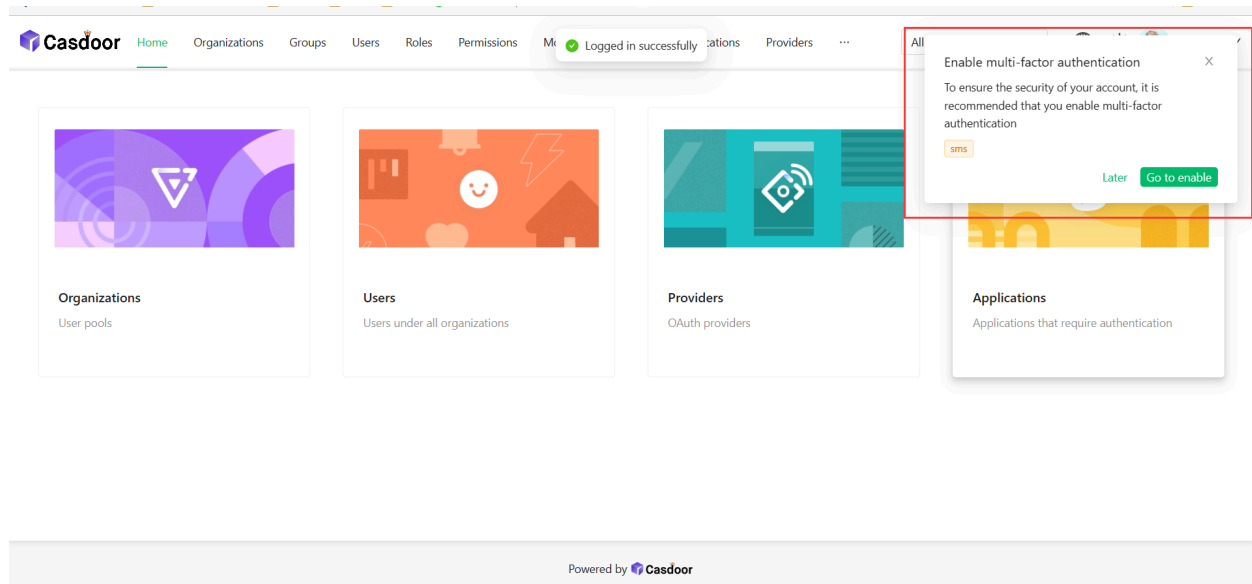 Casdoor Home Organizations Groups Users Roles Permissions Logged in successfully Providers ... All
Enable multi-factor authentication
To ensure the security of your account, it is
recommended that you enable multi-factor
authentication
sms
Later Go to enable
Organizations Users Providers Applications
User pools Users under all organizations OAuth providers Applications that require authentication
Powered by Casdoor